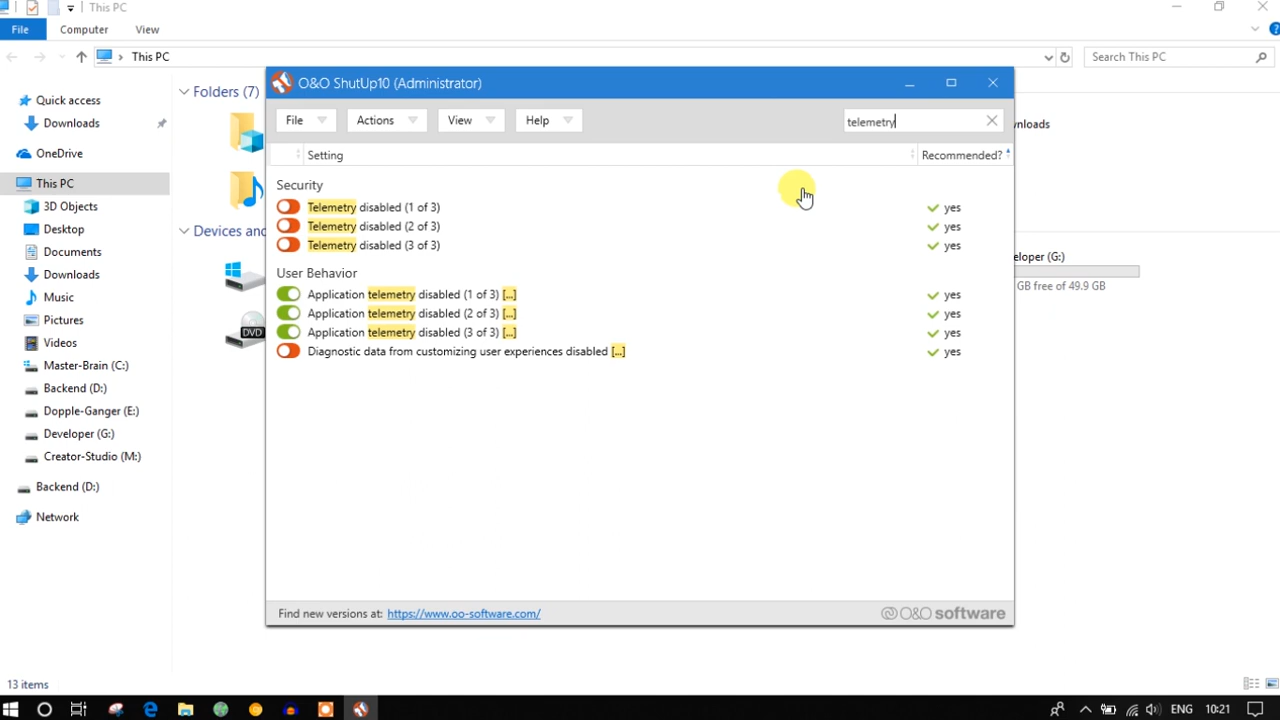 This PC
File
Computer
View
This PC
Search This PC
Quick access
Downloads
OneDrive
This PC
3D Objects
Desktop
Documents
Downloads
Music
Pictures
Videos
Master-Brain (C:)
Backend (D:)
Dopple-Ganger (E:)
Developer (G:)
Creator-Studio (M:)
Backend (D:)
Network
Folders (7)
Devices and
DVD
O&O ShutUp10 (Administrator)
File
Actions
View
Help
telemetry
Setting
Recommended?
Security
Telemetry disabled (1 of 3)
yes
Telemetry disabled (2 of 3)
yes
Telemetry disabled (3 of 3)
yes
User Behavior
Application telemetry disabled (1 of 3) [...]
yes
Application telemetry disabled (2 of 3) [...]
yes
Application telemetry disabled (3 of 3) [...]
yes
Diagnostic data from customizing user experiences disabled [...]
yes
Find new versions at: https://www.oo-software.com/
O&O software
GB free of 49.9 GB
13 items
ENG
10:21